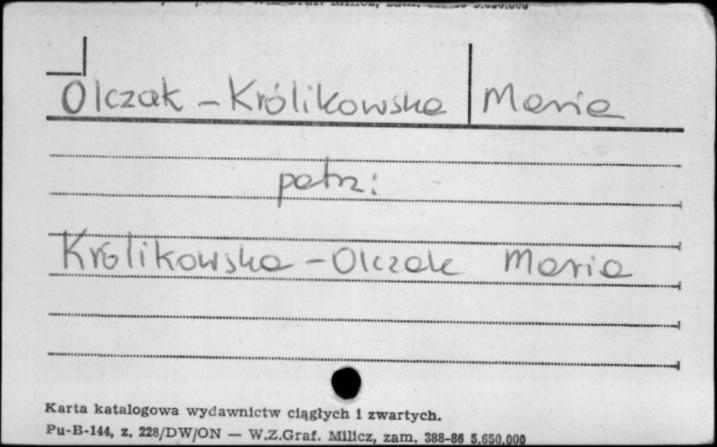 Olczak – Królikowska Maria
patrz:
Królikowska – Olczak Maria
Karta katalogowa wydawnictw ciągłych i zwartych.
Pu-B-144, z. 228/DW/ON — W.Z.Graf. Milicz, zam. 388-86 5.650.000